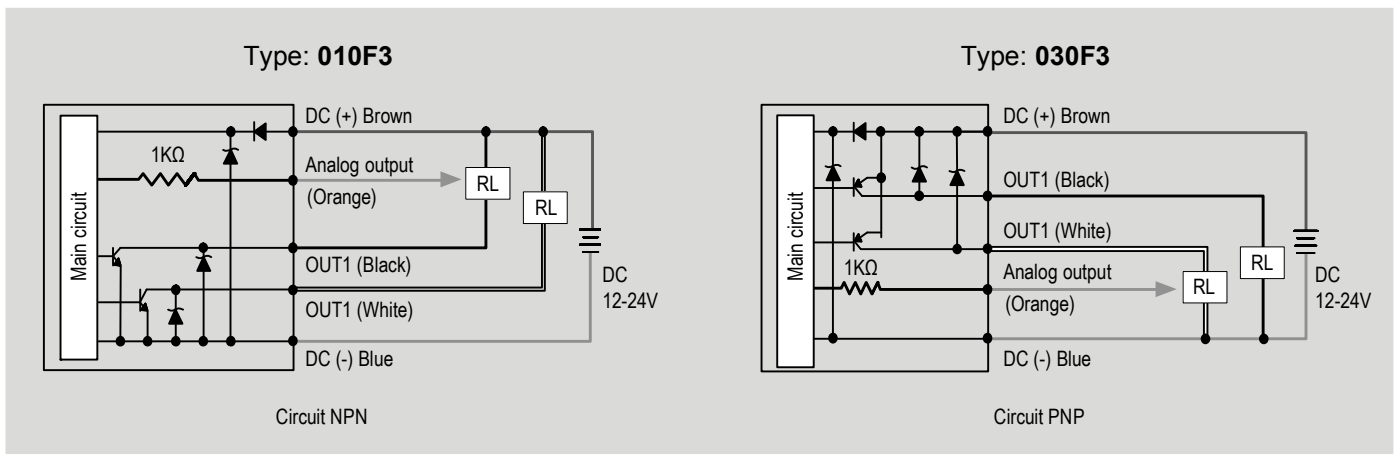 Type: 010F3
DC (+) Brown
1KΩ
Analog output
(Orange)
RL
RL
Main circuit
OUT1 (Black)
OUT1 (White)
DC
12-24V
DC (-) Blue
Circuit NPN
Type: 030F3
DC (+) Brown
OUT1 (Black)
OUT1 (White)
Main circuit
1KΩ
Analog output
(Orange)
RL
RL
DC
12-24V
DC (-) Blue
Circuit PNP